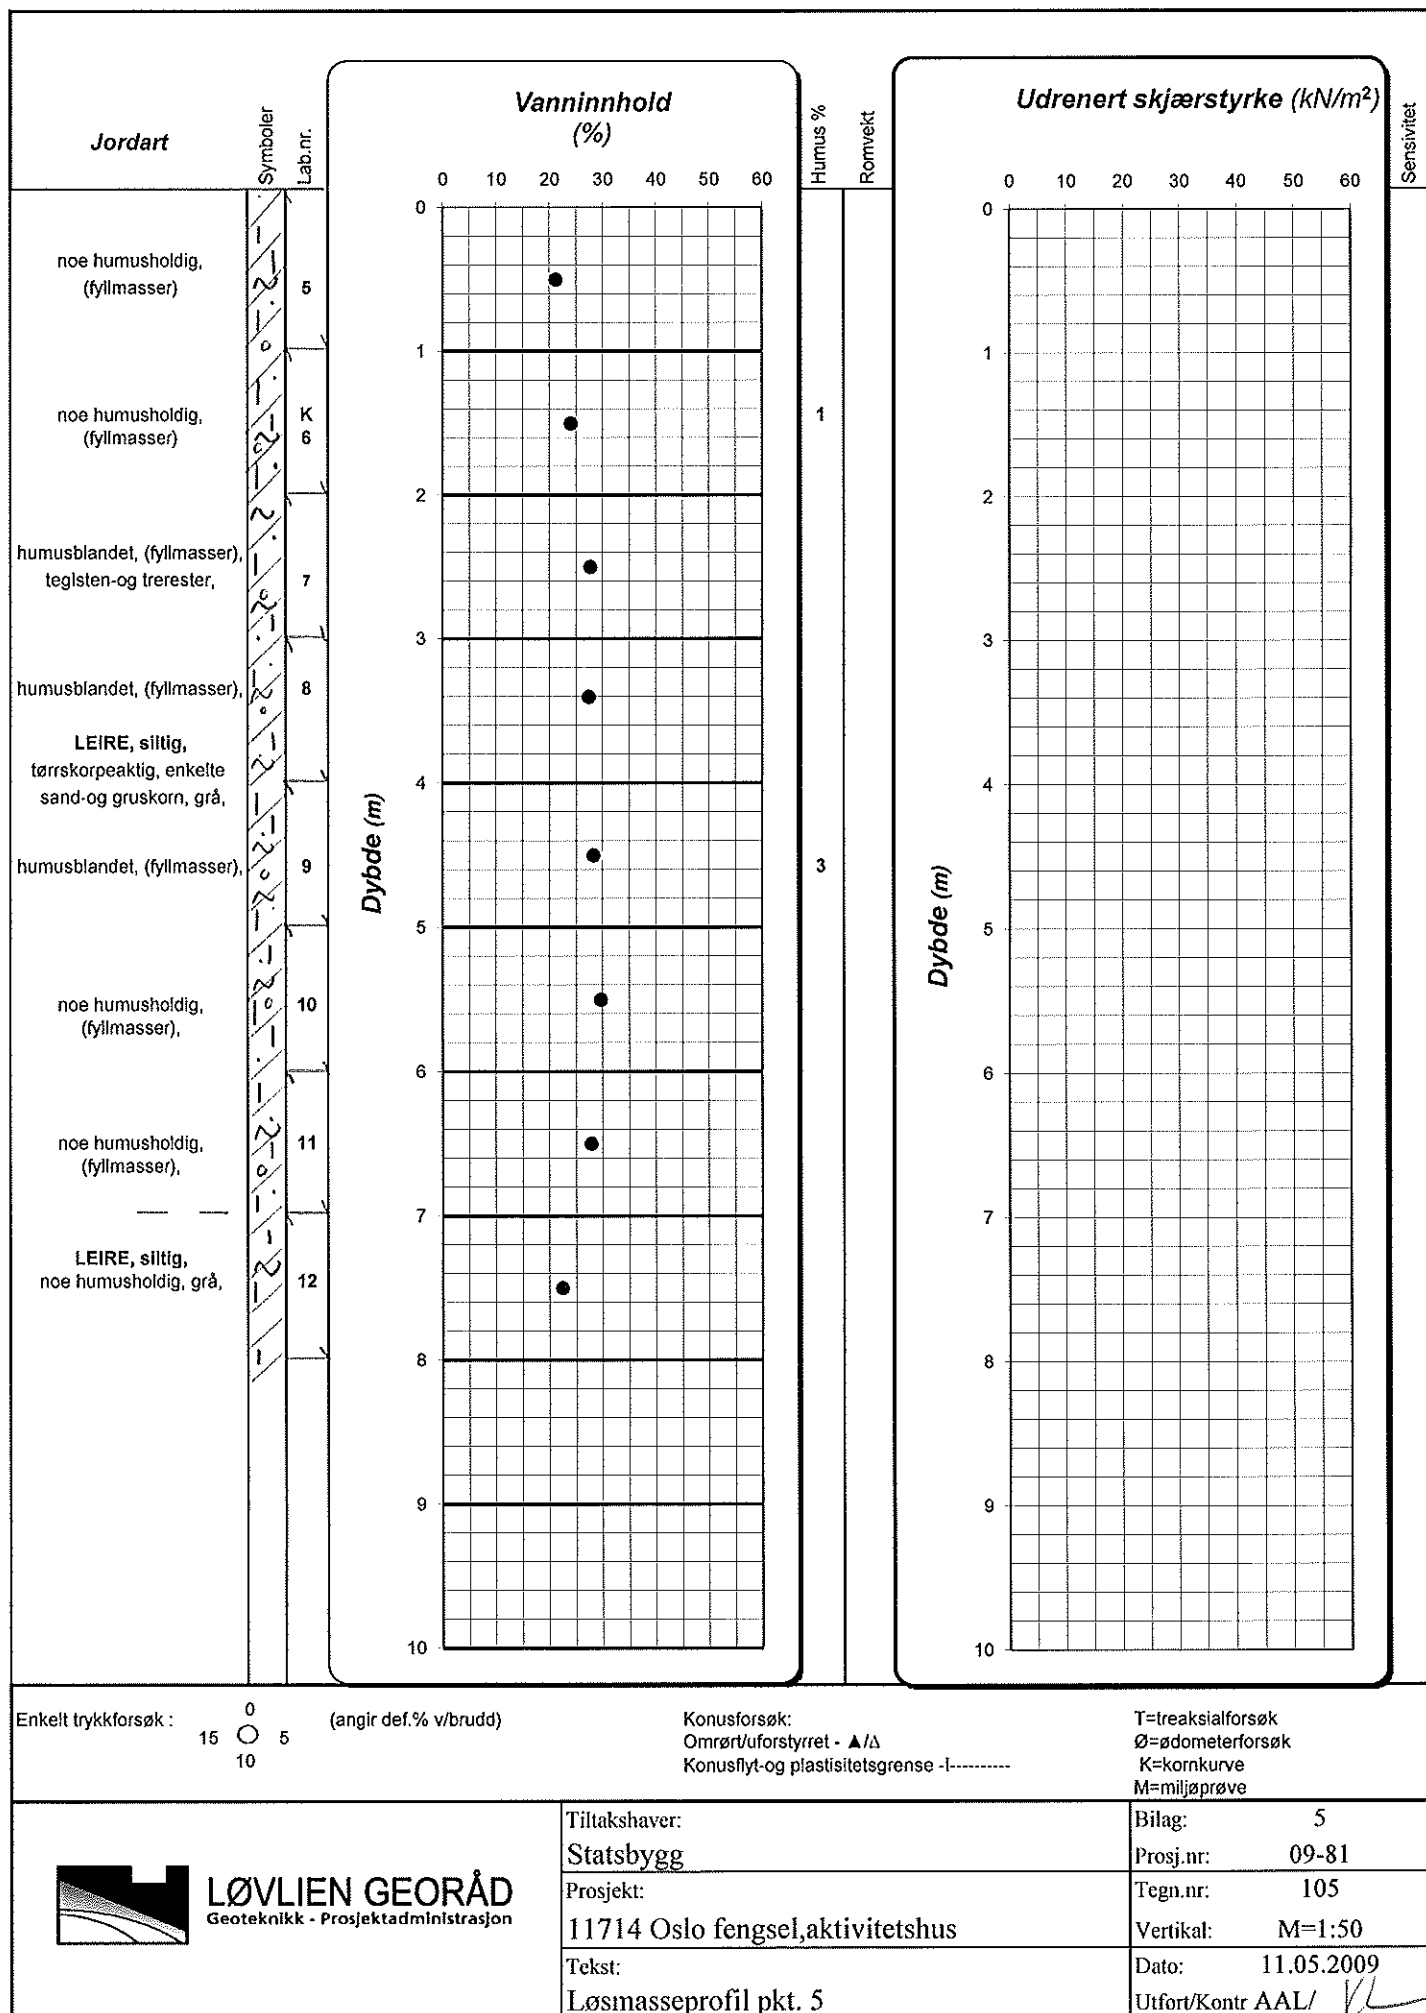 Jordart
Symboler
Lab.nr.
Vanninnhold
(%)
Humus %
Romvekt
Udrenert skjærstyrke (kN/m²)
Sensivitet
0 10 20 30 40 50 60
0 10 20 30 40 50 60
0
1
2
3
4
5
6
7
8
9
10
Dybde (m)
0
1
2
3
4
5
6
7
8
9
10
Dybde (m)
noe humusholdig,
(fyllmasser)
5
noe humusholdig,
(fyllmasser)
K
6
1
humusblandet, (fyllmasser),
teglsten-og trerester,
7
humusblandet, (fyllmasser),
8
LEIRE, siltig,
tørrskorpeaktig, enkelte
sand-og gruskorn, grå,
humusblandet, (fyllmasser),
9
3
noe humusholdig,
(fyllmasser),
10
noe humusholdig,
(fyllmasser),
11
LEIRE, siltig,
noe humusholdig, grå,
12
Enkelt trykkforsøk :
0
15 5
10
(angir def.% v/brudd)
Konusforsøk:
Omrørt/uforstyrret - ▲/Δ
Konusflyt-og plastisitetsgrense -I----------
T=treaksialforsøk
Ø=ødometerforsøk
K=kornkurve
M=miljøprøve
LØVLIEN GEORÅD
Geoteknikk - Prosjektadministrasjon
Tiltakshaver:
Statsbygg
Prosjekt:
11714 Oslo fengsel,aktivitetshus
Tekst:
Løsmasseprofil pkt. 5
Bilag: 5
Prosj.nr: 09-81
Tegn.nr: 105
Vertikal: M=1:50
Dato: 11.05.2009
Utført/Kontr AAL/